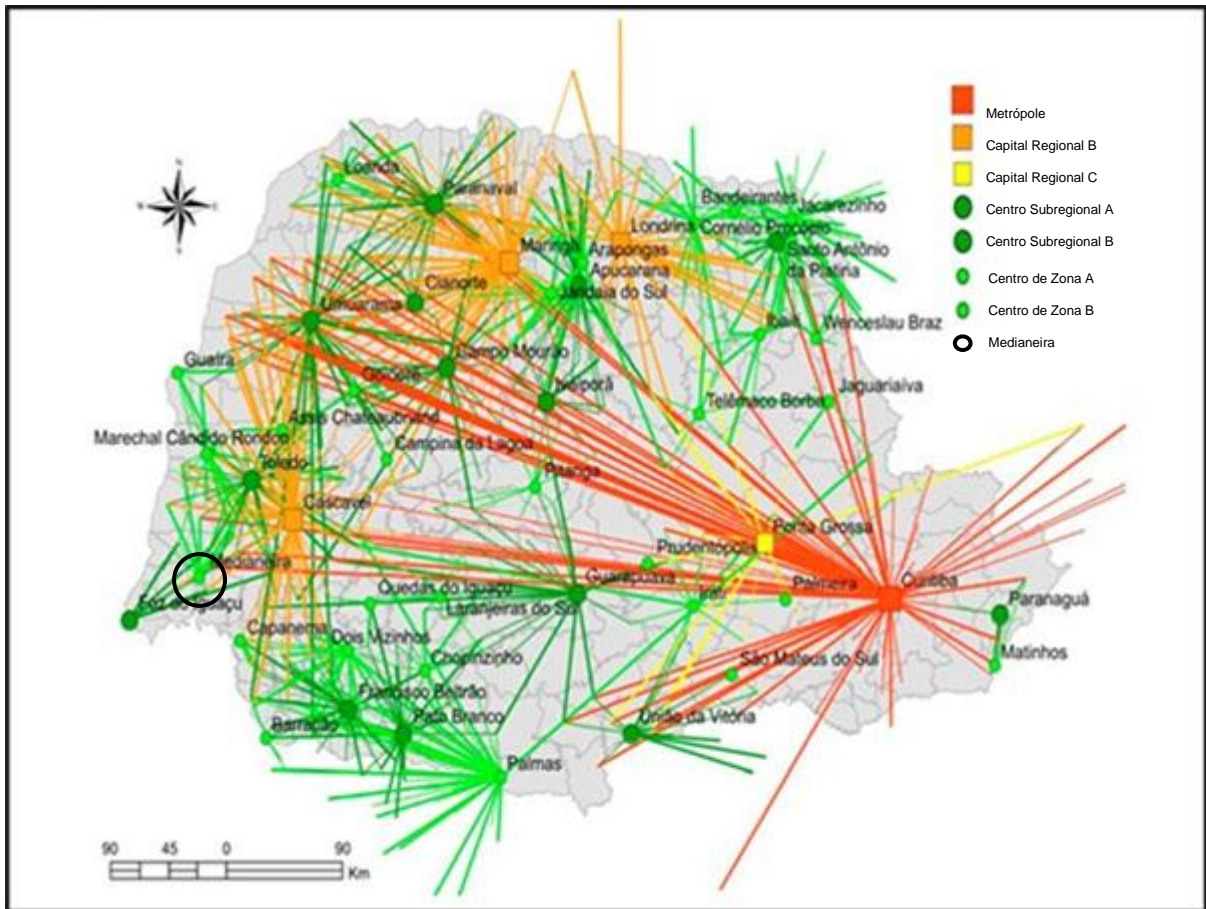 Metrópole
Capital Regional B
Capital Regional C
Centro Subregional A
Centro Subregional B
Centro de Zona A
Centro de Zona B
Medianeira
Loanda
Paranavaí
Bandeirantes
Jacarezinho
Londrina
Cornélio Procópio
Maringá
Arapongas
Santo Antônio
da Platina
Apucarana
Cianorte
Jandaia do Sul
Umuarama
Ibaiti
Wenceslau Braz
Campo Mourão
Guaíra
Goioerê
Ivaiporã
Jaguariaíva
Telêmaco Borba
Assis Chateaubriand
Marechal Cândido Rondon
Campina da Lagoa
Toledo
Pitanga
Cascavel
Ponta Grossa
Prudentópolis
Medianeira
Guarapuava
Palmeira
Curitiba
Quedas do Iguaçu
Foz do Iguaçu
Laranjeiras do Sul
Irati
Paranaguá
Capanema
Dois Vizinhos
Matinhos
Chopinzinho
São Mateus do Sul
Francisco Beltrão
Pato Branco
União da Vitória
Barracão
Palmas
90 45 0 90
Km